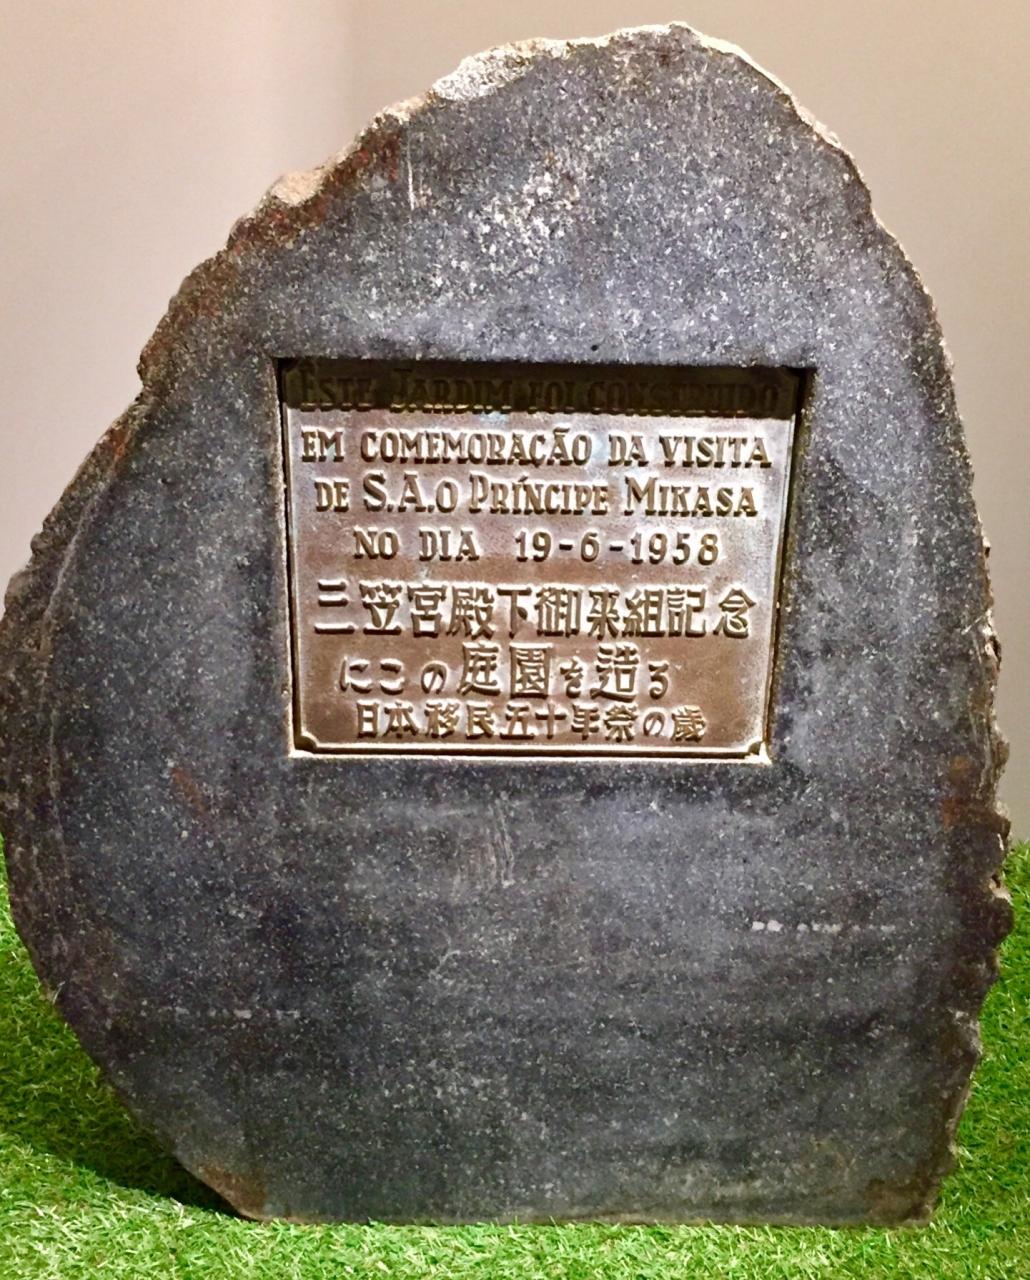 ÊSTE JARDIM FOI CONSTRUIDO
EM COMEMORAÇÃO DA VISITA
DE S.A.O PRÍNCIPE MIKASA
NO DIA 19-6-1958
三笠宮殿下御来組記念
にこの庭園を造る
日本移民五十年祭の歳